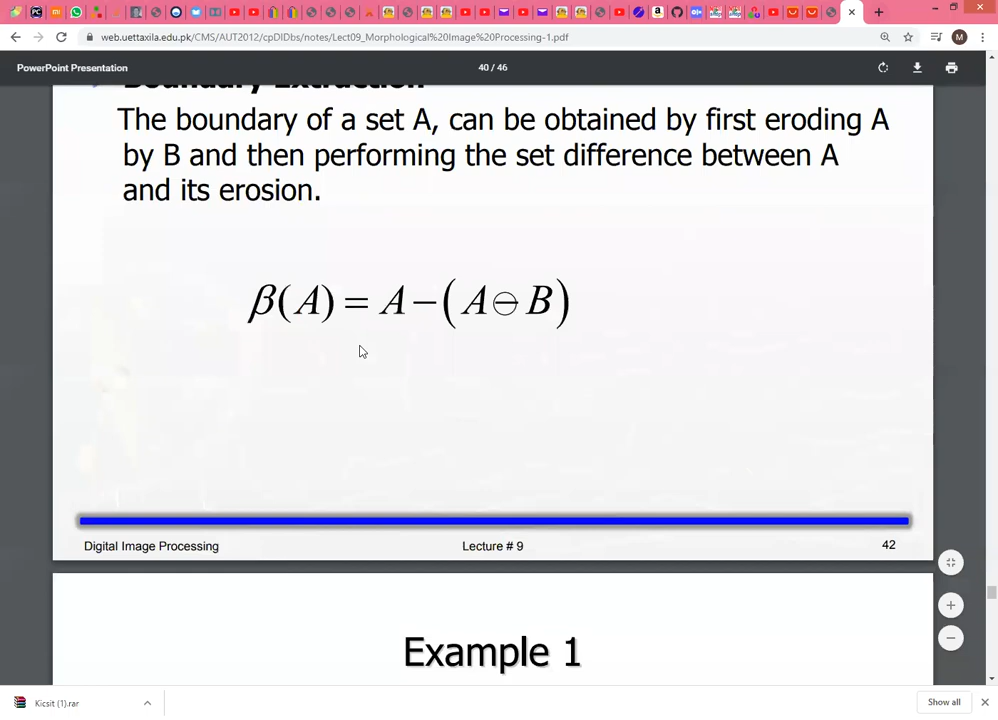 web.uettaxila.edu.pk/CMS/AUT2012/cpDIDbs/notes/Lect09_Morphological%20Image%20Processing-1.pdf
M
PowerPoint Presentation
40 / 46
Boundary Extraction
The boundary of a set A, can be obtained by first eroding A
by B and then performing the set difference between A
and its erosion.
β(A) = A − (A ⊖ B)
Digital Image Processing
Lecture # 9
42
Example 1
Kicsit (1).rar
Show all